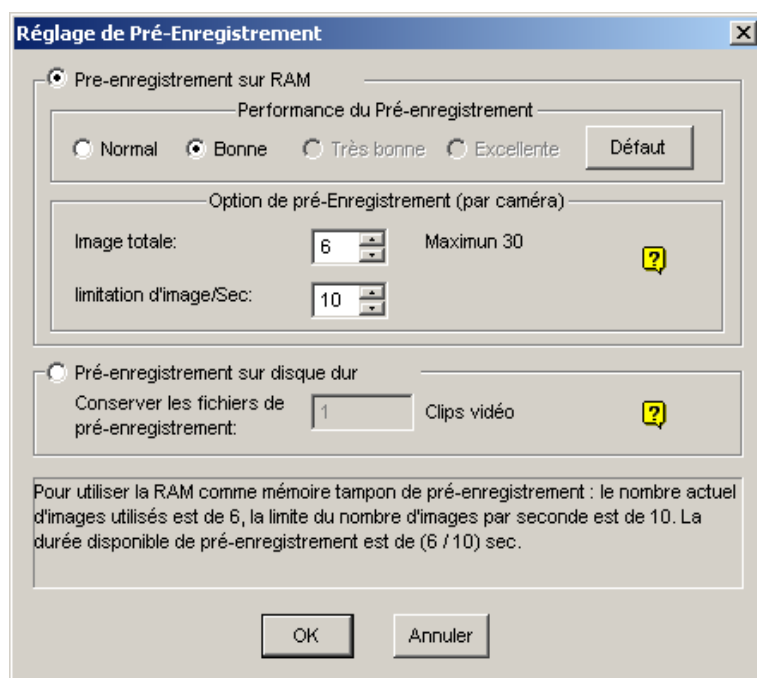 Réglage de Pré-Enregistrement
Pre-enregistrement sur RAM
Performance du Pré-enregistrement
Normal Bonne Très bonne Excellente Défaut
Option de pré-Enregistrement (par caméra)
Image totale: 6 Maximun 30
limitation d'image/Sec: 10
Pré-enregistrement sur disque dur
Conserver les fichiers de
pré-enregistrement: 1 Clips vidéo
Pour utiliser la RAM comme mémoire tampon de pré-enregistrement : le nombre actuel
d'images utilisés est de 6, la limite du nombre d'images par seconde est de 10. La
durée disponible de pré-enregistrement est de (6 / 10) sec.
OK Annuler